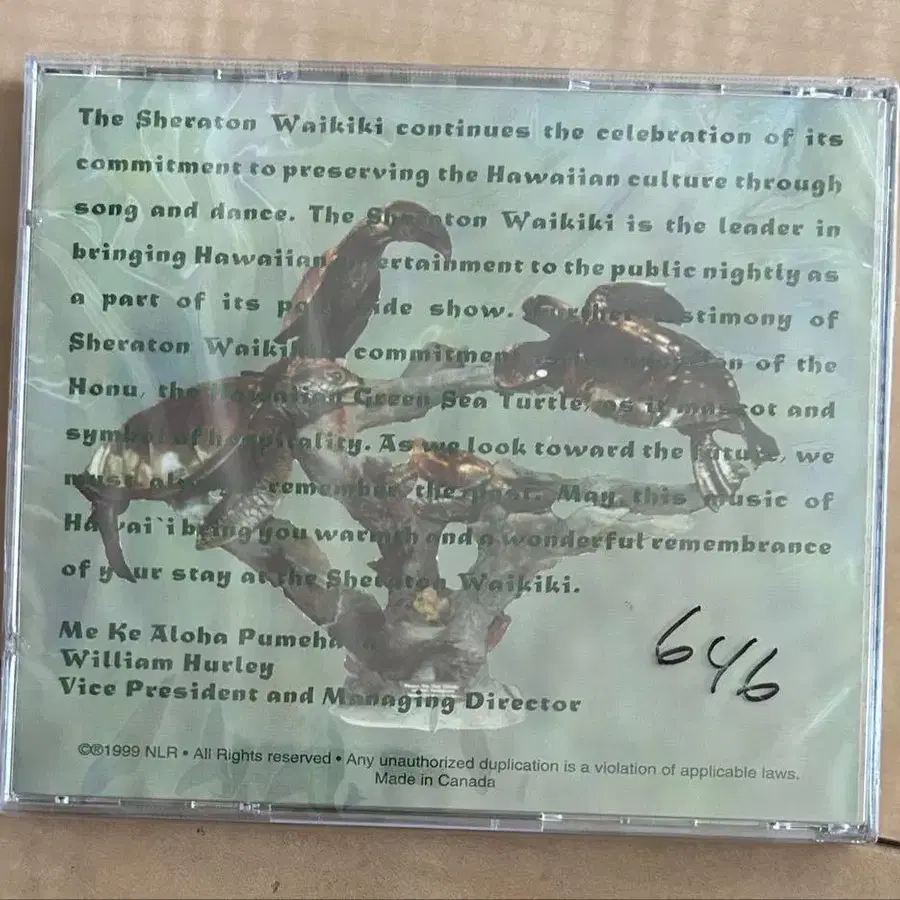 The Sheraton Waikiki continues the celebration of its
commitment to preserving the Hawaiian culture through
song and dance. The Sheraton Waikiki is the leader in
bringing Hawaiian entertainment to the public nightly as
a part of its poolside show. Further testimony of
Sheraton Waikiki commitment of the
Honu, the Hawaiian Green Sea Turtle, as it mascot and
symbol of hospitality. As we look toward the future, we
must always remember the past. May this music of
Hawai`i bring you warmth and a wonderful remembrance
of your stay at the Sheraton Waikiki.
Me Ke Aloha Pumehana
William Hurley
Vice President and Managing Director
646
©℗1999 NLR • All Rights reserved • Any unauthorized duplication is a violation of applicable laws.
Made in Canada